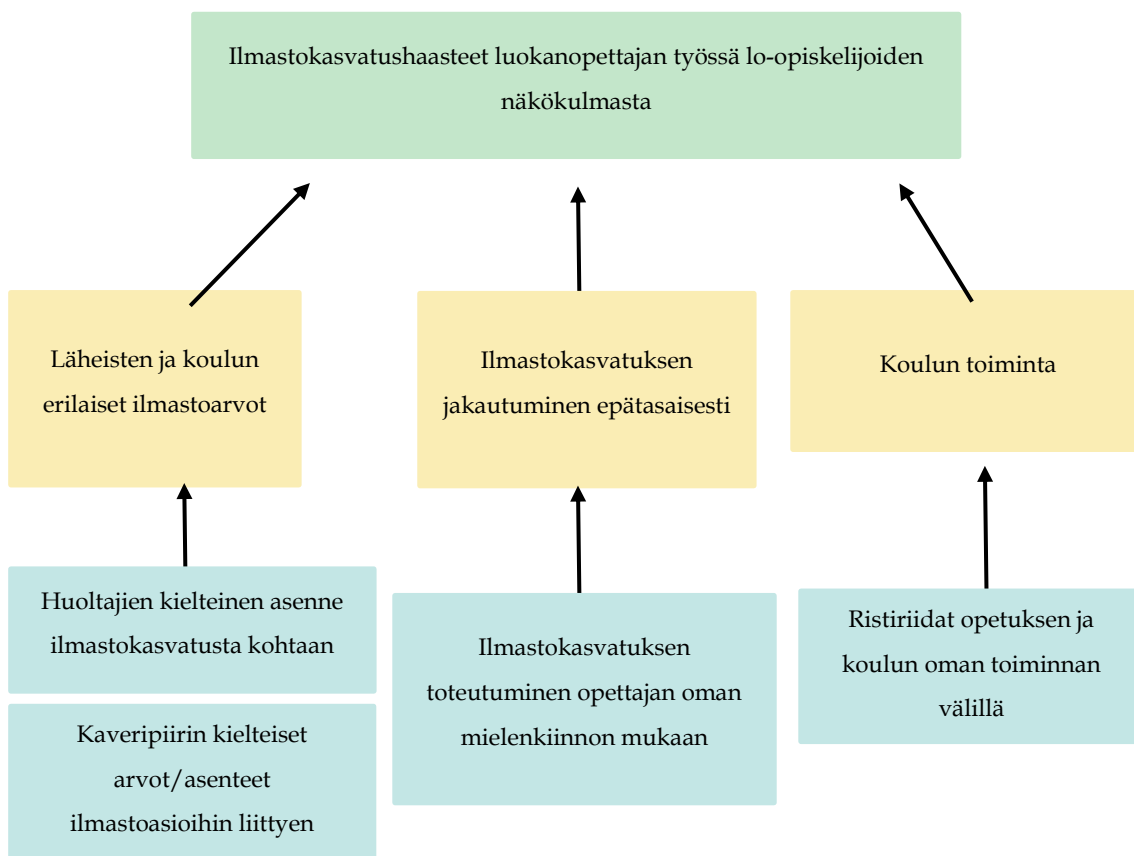 Ilmastokasvatushaasteet luokanopettajan työssä lo-opiskelijoiden
näkökulmasta
Läheisten ja koulun
erilaiset ilmastoarvot
Ilmastokasvatuksen
jakautuminen epätasaisesti
Koulun toiminta
Huoltajien kielteinen asenne
ilmastokasvatusta kohtaan
Kaveripiirin kielteiset
arvot/asenteet
ilmastoasioihin liittyen
Ilmastokasvatuksen
toteutuminen opettajan oman
mielenkiinnon mukaan
Ristiriidat opetuksen ja
koulun oman toiminnan
välillä